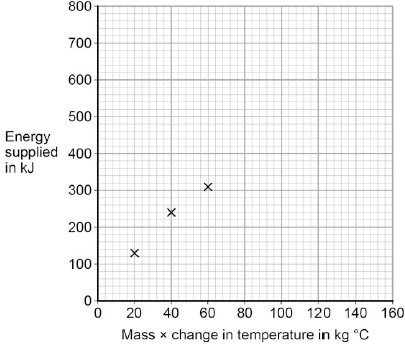 800
700
600
500
Energy
supplied
in kJ
400
300
200
100
0
0 20 40 60 80 100 120 140 160
Mass × change in temperature in kg °C